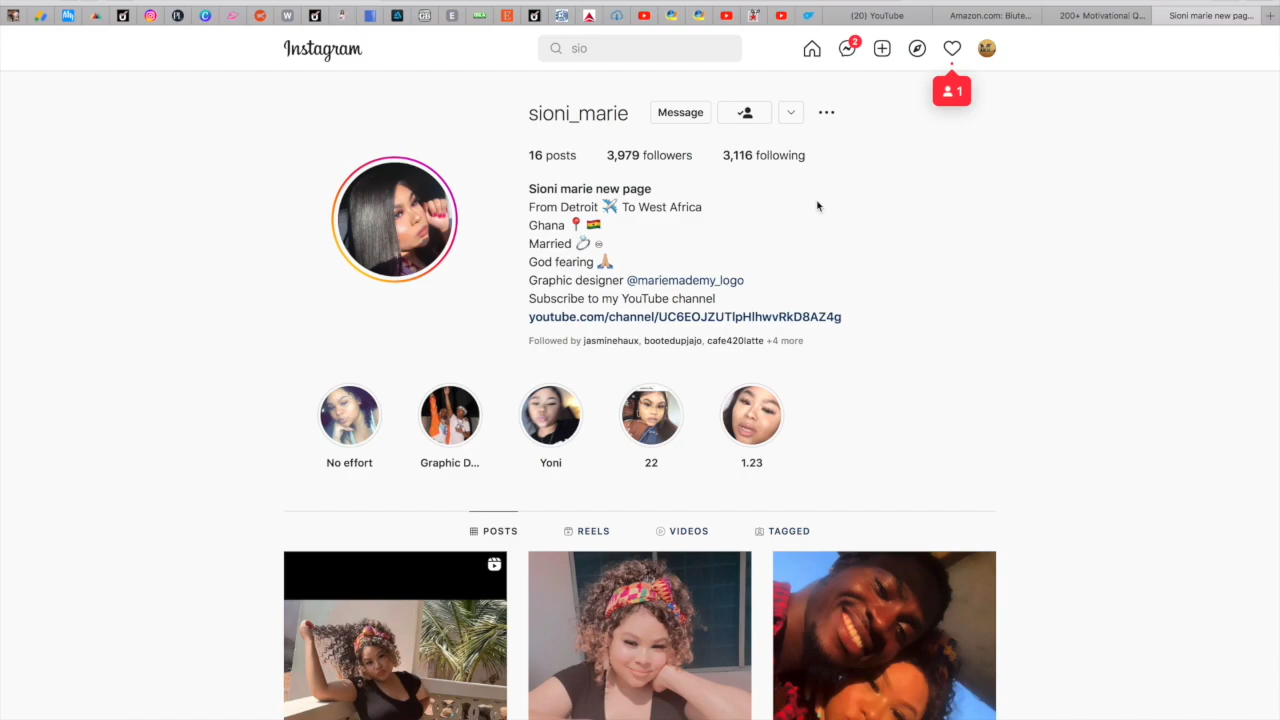 (20) YouTube
Amazon.com: Biute...
200+ Motivational Q...
Sioni marie new page...
Instagram
sio
2
1
sioni_marie
Message
16 posts 3,979 followers 3,116 following
Sioni marie new page
From Detroit ✈️ To West Africa
Ghana 📍 🇬🇭
Married 💍 ♾
God fearing 🙏🏼
Graphic designer @mariemademy_logo
Subscribe to my YouTube channel
youtube.com/channel/UC6EOJZUTlpHlhwvRkD8AZ4g
Followed by jasminehaux, bootedupjajo, cafe420latte +4 more
No effort
Graphic D...
Yoni
22
1.23
POSTS
REELS
VIDEOS
TAGGED